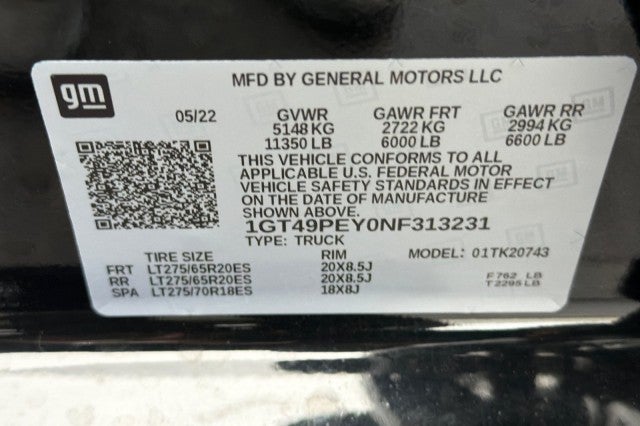 gm
MFD BY GENERAL MOTORS LLC
05/22 GVWR GAWR FRT GAWR RR
5148 KG 2722 KG 2994 KG
11350 LB 6000 LB 6600 LB
THIS VEHICLE CONFORMS TO ALL
APPLICABLE U.S. FEDERAL MOTOR
VEHICLE SAFETY STANDARDS IN EFFECT
ON THE DATE OF MANUFACTURE
SHOWN ABOVE.
1GT49PEY0NF313231
TYPE: TRUCK MODEL: 01TK20743
TIRE SIZE RIM
FRT LT275/65R20ES 20X8.5J
RR LT275/65R20ES 20X8.5J
SPA LT275/70R18ES 18X8J
F 762 LB
T 2295 LB